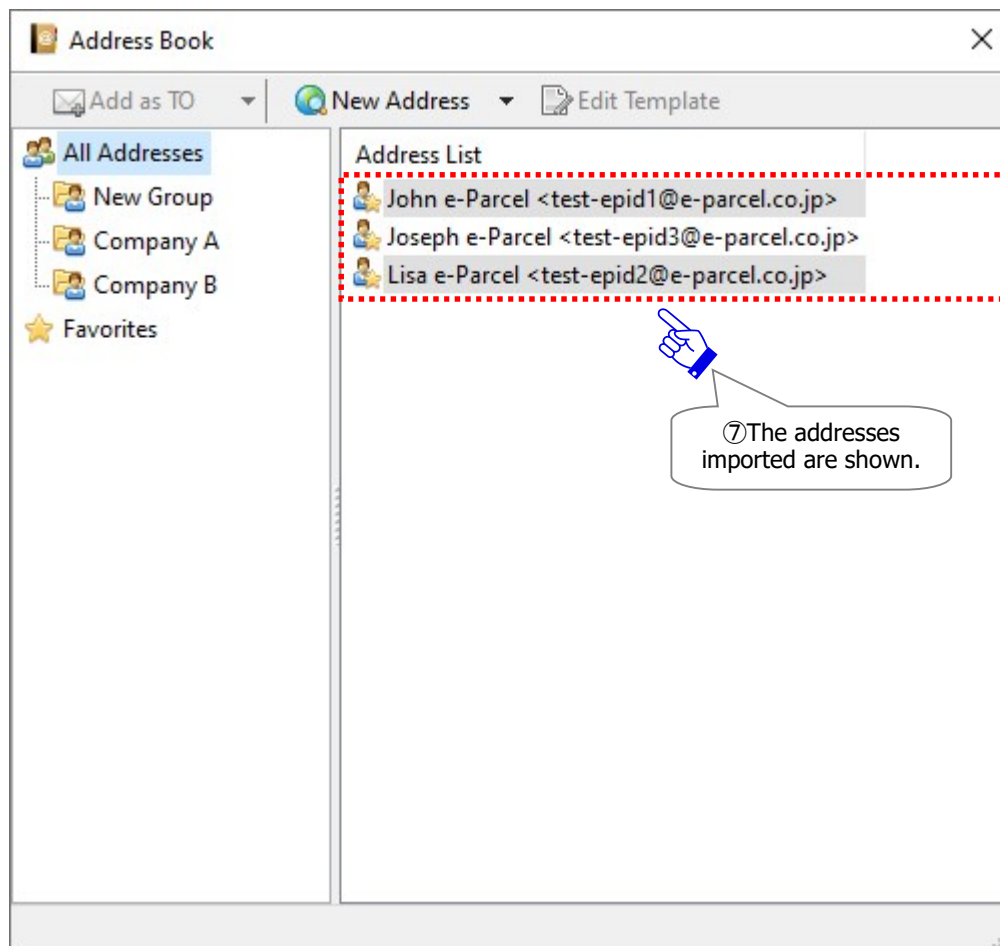 Address Book
Add as TO New Address Edit Template
All Addresses
New Group
Company A
Company B
Favorites
Address List
John e-Parcel <test-epid1@e-parcel.co.jp>
Joseph e-Parcel <test-epid3@e-parcel.co.jp>
Lisa e-Parcel <test-epid2@e-parcel.co.jp>
⑦The addresses
imported are shown.